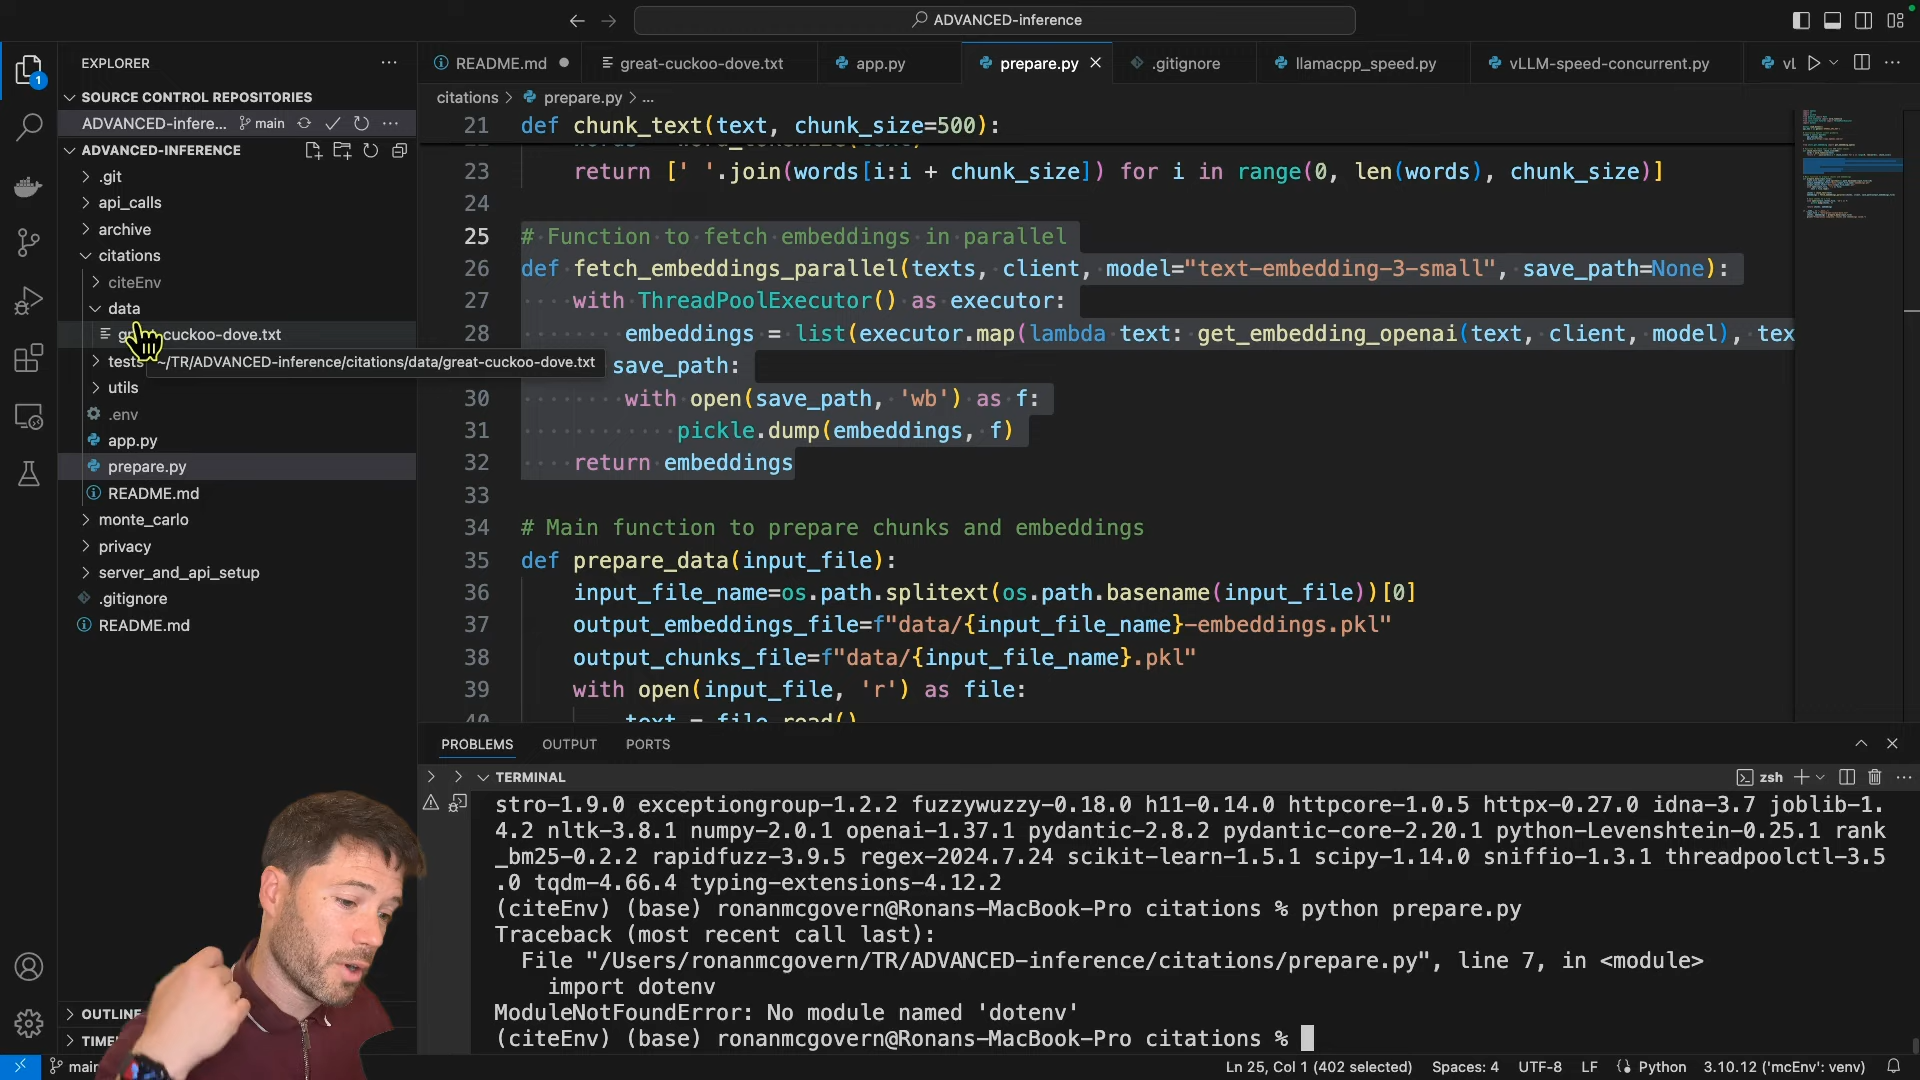 ADVANCED-inference
EXPLORER
SOURCE CONTROL REPOSITORIES
ADVANCED-infere... main
ADVANCED-INFERENCE
.git
api_calls
archive
citations
citeEnv
data
cuckoo-dove.txt
~/TR/ADVANCED-inference/citations/data/great-cuckoo-dove.txt
tests
utils
.env
app.py
prepare.py
README.md
monte_carlo
privacy
server_and_api_setup
.gitignore
README.md
OUTLINE
README.md
great-cuckoo-dove.txt
app.py
prepare.py
.gitignore
llamacpp_speed.py
vLLM-speed-concurrent.py
citations > prepare.py > ...
21 def chunk_text(text, chunk_size=500):
23 return [' '.join(words[i:i + chunk_size]) for i in range(0, len(words), chunk_size)]
24
25 # Function to fetch embeddings in parallel
26 def fetch_embeddings_parallel(texts, client, model="text-embedding-3-small", save_path=None):
27 with ThreadPoolExecutor() as executor:
28 embeddings = list(executor.map(lambda text: get_embedding_openai(text, client, model), tex
save_path:
30 with open(save_path, 'wb') as f:
31 pickle.dump(embeddings, f)
32 return embeddings
33
34 # Main function to prepare chunks and embeddings
35 def prepare_data(input_file):
36 input_file_name=os.path.splitext(os.path.basename(input_file))[0]
37 output_embeddings_file=f"data/{input_file_name}-embeddings.pkl"
38 output_chunks_file=f"data/{input_file_name}.pkl"
39 with open(input_file, 'r') as file:
40 text = file.read()
PROBLEMS OUTPUT PORTS
TERMINAL
zsh
stro-1.9.0 exceptiongroup-1.2.2 fuzzywuzzy-0.18.0 h11-0.14.0 httpcore-1.0.5 httpx-0.27.0 idna-3.7 joblib-1.
4.2 nltk-3.8.1 numpy-2.0.1 openai-1.37.1 pydantic-2.8.2 pydantic-core-2.20.1 python-Levenshtein-0.25.1 rank
_bm25-0.2.2 rapidfuzz-3.9.5 regex-2024.7.24 scikit-learn-1.5.1 scipy-1.14.0 sniffio-1.3.1 threadpoolctl-3.5
.0 tqdm-4.66.4 typing-extensions-4.12.2
(citeEnv) (base) ronanmcgovern@Ronans-MacBook-Pro citations % python prepare.py
Traceback (most recent call last):
File "/Users/ronanmcgovern/TR/ADVANCED-inference/citations/prepare.py", line 7, in <module>
import dotenv
ModuleNotFoundError: No module named 'dotenv'
(citeEnv) (base) ronanmcgovern@Ronans-MacBook-Pro citations %
main
Ln 25, Col 1 (402 selected) Spaces: 4 UTF-8 LF Python 3.10.12 ('mcEnv': venv)